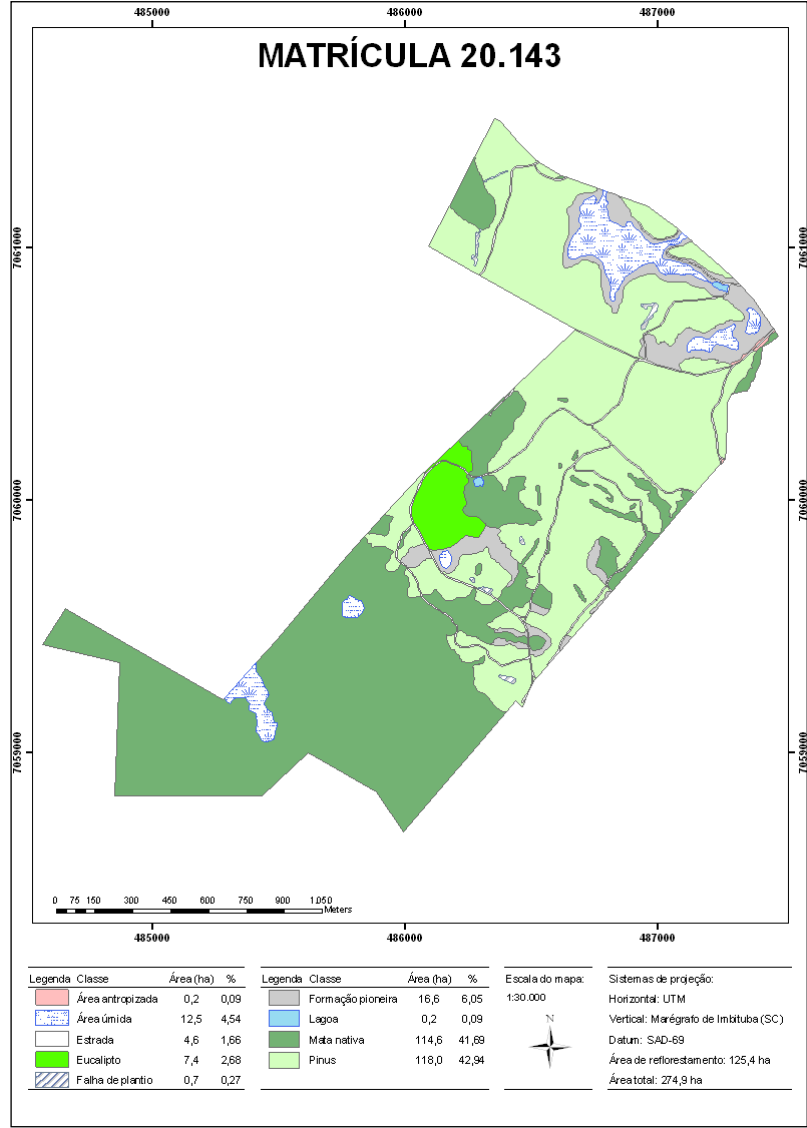 485000 486000 487000
MATRÍCULA 20.143
7061000 7061000
7060000 7060000
7059000 7059000
0 75 150 300 450 600 750 900 1.050
Meters
485000 486000 487000
Legenda Classe Área (ha) %
Área antropizada 0,2 0,09
Área úmida 12,5 4,54
Estrada 4,6 1,66
Eucalipto 7,4 2,68
Falha de plantio 0,7 0,27
Legenda Classe Área (ha) %
Formação pioneira 16,6 6,05
Lagoa 0,2 0,09
Mata nativa 114,6 41,69
Pinus 118,0 42,94
Escala do mapa:
1:30.000
N
Sistemas de projeção:
Horizontal: UTM
Vertical: Marégrafo de Imbituba (SC)
Datum: SAD-69
Área de reflorestamento: 125,4 ha
Área total: 274,9 ha